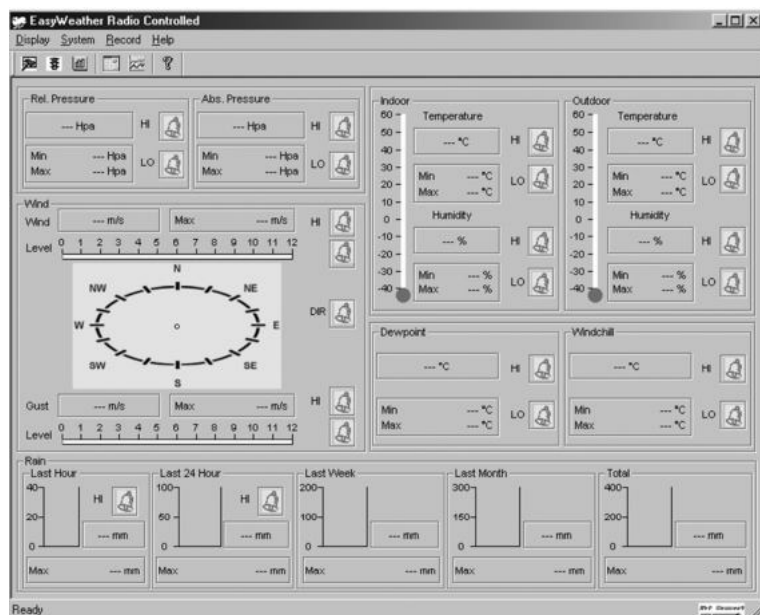 EasyWeather Radio Controlled
Display System Record Help
Rel. Pressure
--- Hpa
HI
Min --- Hpa
Max --- Hpa
LO
Abs. Pressure
--- Hpa
HI
Min --- Hpa
Max --- Hpa
LO
Wind
Wind --- m/s Max --- m/s HI
Level 0 1 2 3 4 5 6 7 8 9 10 11 12
N
NW NE
W E
DIR
SW SE
S
Gust --- m/s Max --- m/s HI
Level 0 1 2 3 4 5 6 7 8 9 10 11 12
Indoor
60
50
40
30
20
10
0
-10
-20
-30
-40
Temperature
--- °C
HI
Min --- °C
Max --- °C
LO
Humidity
--- %
HI
Min --- %
Max --- %
LO
Outdoor
60
50
40
30
20
10
0
-10
-20
-30
-40
Temperature
--- °C
HI
Min --- °C
Max --- °C
LO
Humidity
--- %
HI
Min --- %
Max --- %
LO
Dewpoint
--- °C
HI
Min --- °C
Max --- °C
LO
Windchill
--- °C
HI
Min --- °C
Max --- °C
LO
Rain
Last Hour
40
20
0
HI
--- mm
Max --- mm
Last 24 Hour
100
50
0
HI
--- mm
Max --- mm
Last Week
200
100
0
--- mm
Max --- mm
Last Month
300
150
0
--- mm
Max --- mm
Total
400
200
0
--- mm
Max --- mm
Ready